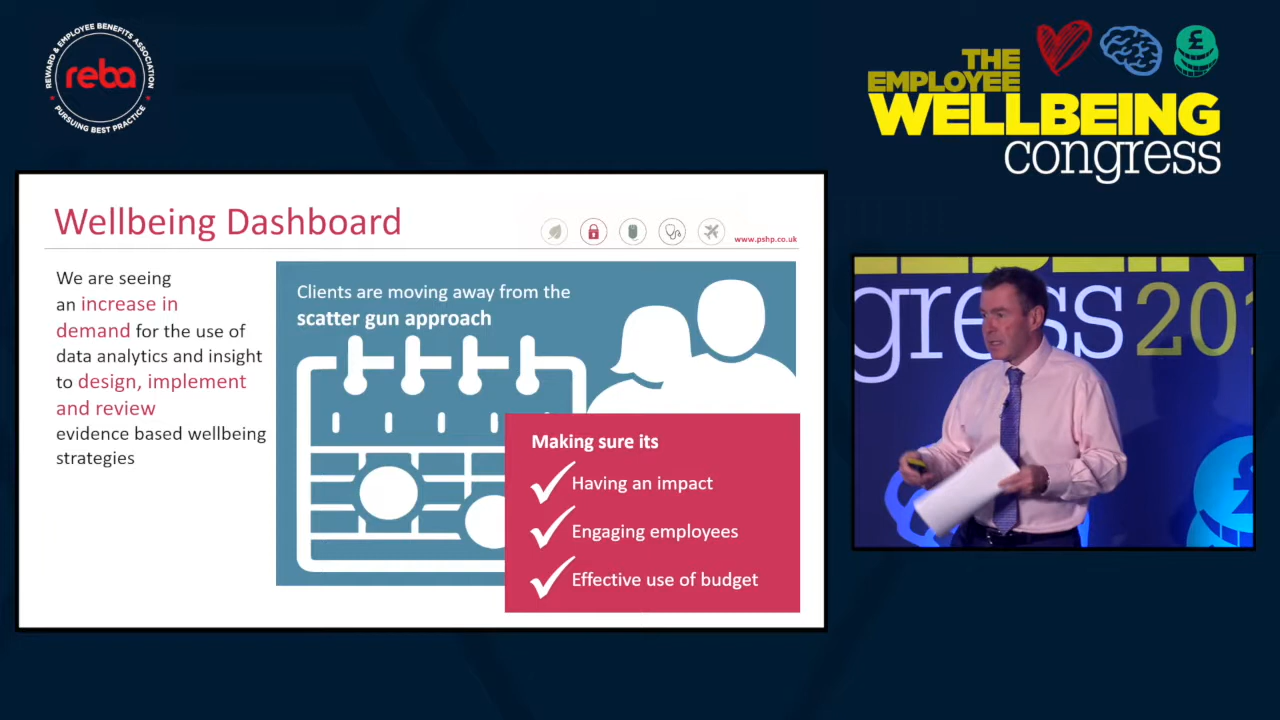 REWARD & EMPLOYEE BENEFITS ASSOCIATION
reba
PURSUING BEST PRACTICE
THE
EMPLOYEE
WELLBEING
congress
£
Wellbeing Dashboard
www.pshp.co.uk
We are seeing
an increase in
demand for the use of
data analytics and insight
to design, implement
and review
evidence based wellbeing
strategies
Clients are moving away from the
scatter gun approach
Making sure its
Having an impact
Engaging employees
Effective use of budget
ELLBEING
gress 201
£